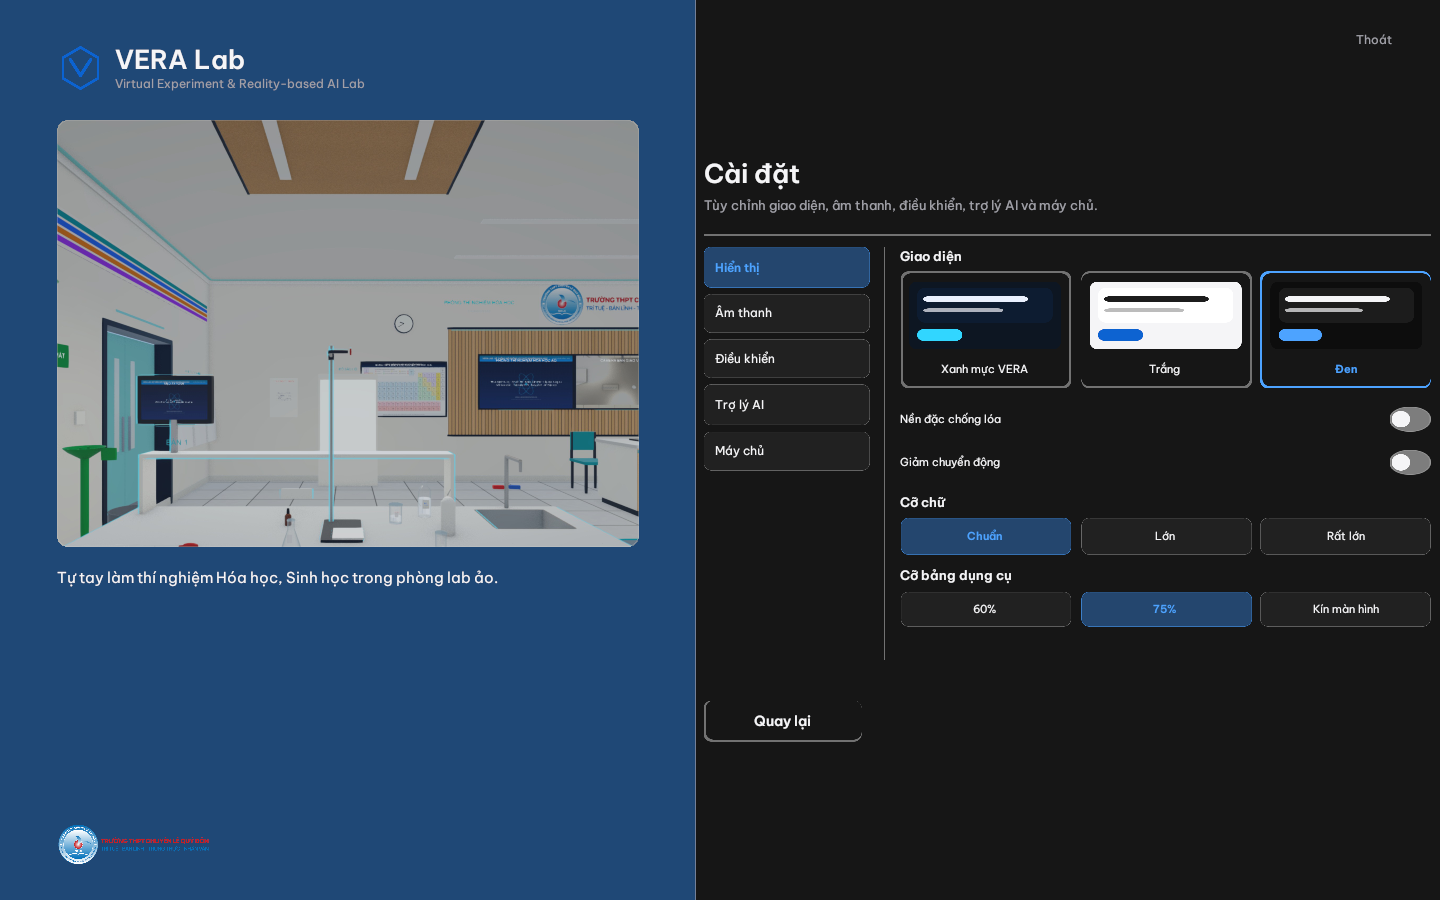 VERA Lab
Virtual Experiment & Reality-based AI Lab
TRƯỜNG THPT C
Tự tay làm thí nghiệm Hóa học, Sinh học trong phòng lab ảo.
Thoát
Cài đặt
Tùy chỉnh giao diện, âm thanh, điều khiển, trợ lý AI và máy chủ.
Hiển thị
Âm thanh
Điều khiển
Trợ lý AI
Máy chủ
Giao diện
Xanh mực VERA
Trắng
Đen
Nền đặc chống lóa
Giảm chuyển động
Cỡ chữ
Chuẩn
Lớn
Rất lớn
Cỡ bảng dụng cụ
60%
75%
Kín màn hình
Quay lại